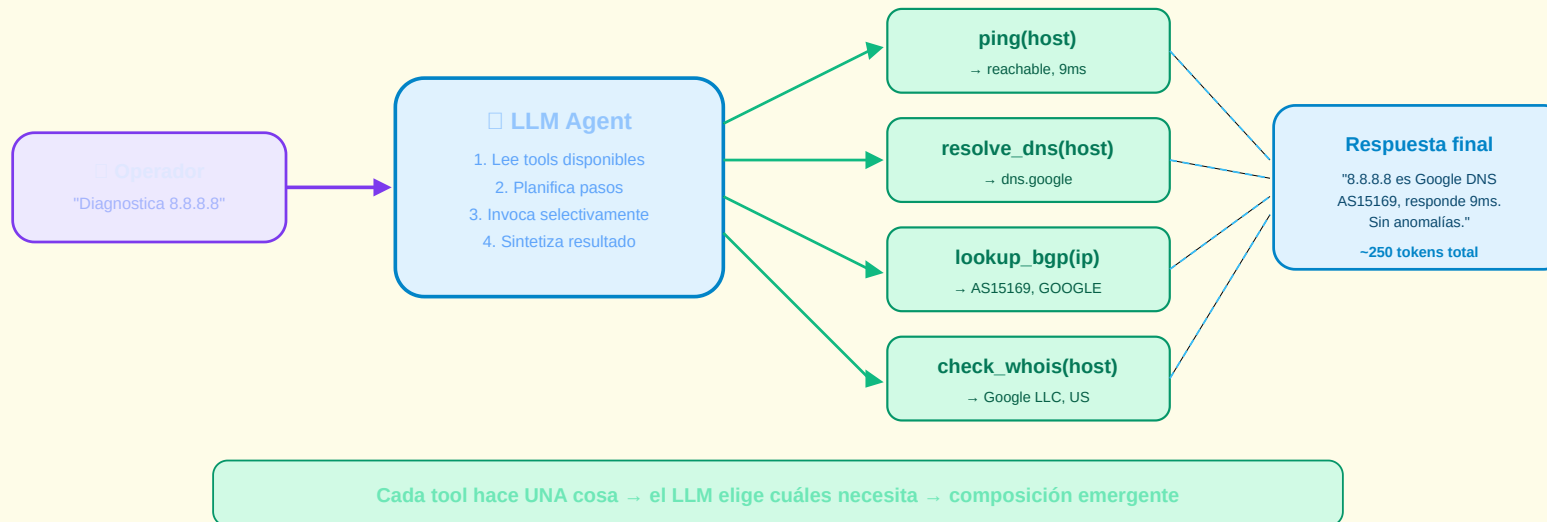 Operador
"Diagnostica 8.8.8.8"
LLM Agent
1. Lee tools disponibles
2. Planifica pasos
3. Invoca selectivamente
4. Sintetiza resultado
ping(host)
→ reachable, 9ms
resolve_dns(host)
→ dns.google
lookup_bgp(ip)
→ AS15169, GOOGLE
check_whois(host)
→ Google LLC, US
Respuesta final
"8.8.8.8 es Google DNS
AS15169, responde 9ms.
Sin anomalías."
~250 tokens total
Cada tool hace UNA cosa → el LLM elige cuáles necesita → composición emergente